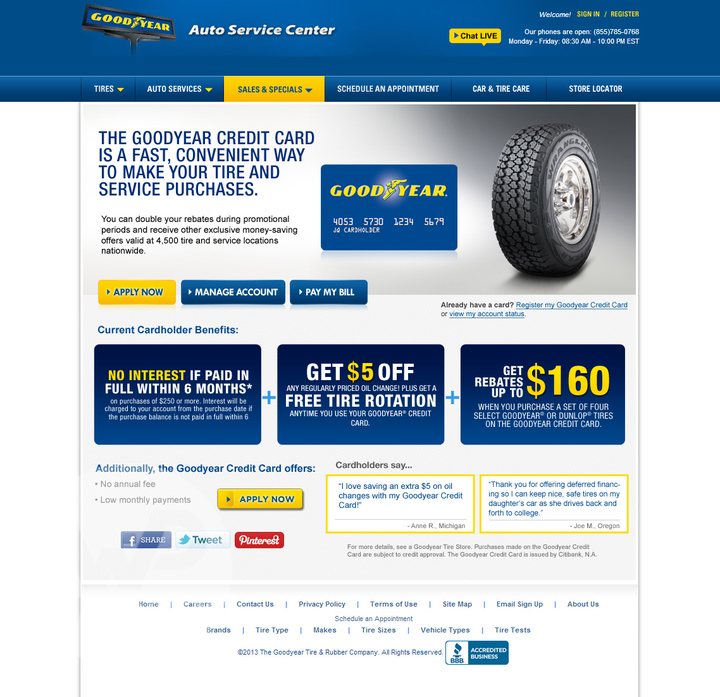 GOODYEAR
Auto Service Center
Welcome! SIGN IN / REGISTER
Chat LIVE
Our phones are open: (855)785-0768
Monday - Friday: 08:30 AM - 10:00 PM EST
TIRES
AUTO SERVICES
SALES & SPECIALS
SCHEDULE AN APPOINTMENT
CAR & TIRE CARE
STORE LOCATOR
THE GOODYEAR CREDIT CARD
IS A FAST, CONVENIENT WAY
TO MAKE YOUR TIRE AND
SERVICE PURCHASES.
You can double your rebates during promotional
periods and receive other exclusive money-saving
offers valid at 4,500 tire and service locations
nationwide.
GOODYEAR
4053 5730 1234 5679
JQ CARDHOLDER
WRANGLER
APPLY NOW
MANAGE ACCOUNT
PAY MY BILL
Already have a card? Register my Goodyear Credit Card
or view my account status.
Current Cardholder Benefits:
NO INTEREST IF PAID IN
FULL WITHIN 6 MONTHS*
on purchases of $250 or more. Interest will be
charged to your account from the purchase date if
the purchase balance is not paid in full within 6
+
GET $5 OFF
ANY REGULARLY PRICED OIL CHANGE! PLUS GET A
FREE TIRE ROTATION
ANYTIME YOU USE YOUR GOODYEAR® CREDIT
CARD.
+
GET
REBATES
UP TO $160
WHEN YOU PURCHASE A SET OF FOUR
SELECT GOODYEAR® OR DUNLOP® TIRES
ON THE GOODYEAR CREDIT CARD.
Additionally, the Goodyear Credit Card offers:
• No annual fee
• Low monthly payments
APPLY NOW
Cardholders say...
"I love saving an extra $5 on oil
changes with my Goodyear Credit
Card!"
- Anne R., Michigan
"Thank you for offering deferred financ-
ing so I can keep nice, safe tires on my
daughter's car as she drives back and
forth to college."
- Joe M., Oregon
f SHARE
Tweet
Pinterest
For more details, see a Goodyear Tire Store. Purchases made on the Goodyear Credit
Card are subject to credit approval. The Goodyear Credit Card is issued by Citibank, N.A.
Home | Careers | Contact Us | Privacy Policy | Terms of Use | Site Map | Email Sign Up | About Us
Schedule an Appointment
Brands | Tire Type | Makes | Tire Sizes | Vehicle Types | Tire Tests
©2013 The Goodyear Tire & Rubber Company. All Rights Reserved.
BBB
ACCREDITED
BUSINESS